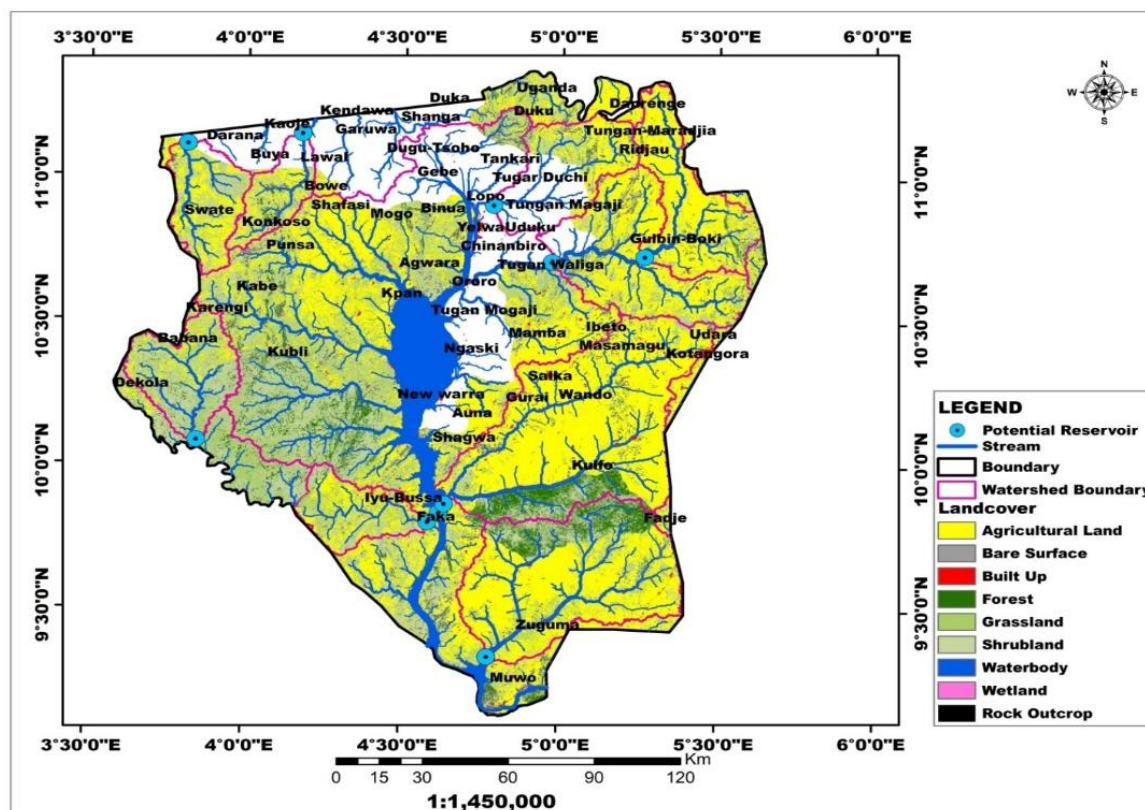 3°30'0"E 4°0'0"E 4°30'0"E 5°0'0"E 5°30'0"E 6°0'0"E
N
W E
S
11°0'0"N
10°30'0"N
10°0'0"N
9°30'0"N
11°0'0"N
10°30'0"N
10°0'0"N
9°30'0"N
Uganda
Duka
Daprenge
Kendawa
Duku
Kaoje
Shanga
Darana
Garuwa
Tungan-Maradjia
Dugu-Tsobe
Ridjau
Buya
Lawal
Tankari
Gebe
Tugar Duchi
Bowe
Lopo
Swate
Shafasi
Binua
Tungan Magaji
Mogo
Konkoso
Yelwa
Uduku
Punsa
Chinanbiro
Gulbin-Boki
Agwara
Tugan Waliga
Kabe
Kpan
Orero
Karengi
Tugan Mogaji
Ibeto
Babana
Mamba
Udara
Masamagu
Kubli
Ngaski
Kotangora
Dekola
Salka
New warra
Gurai
Wando
Auna
Shagwa
Kulfo
Iyu-Bussa
Faka
Fadje
Zuguma
Muwo
LEGEND
Potential Reservoir
Stream
Boundary
Watershed Boundary
Landcover
Agricultural Land
Bare Surface
Built Up
Forest
Grassland
Shrubland
Waterbody
Wetland
Rock Outcrop
3°30'0"E 4°0'0"E 4°30'0"E 5°0'0"E 5°30'0"E 6°0'0"E
Km
0 15 30 60 90 120
1:1,450,000